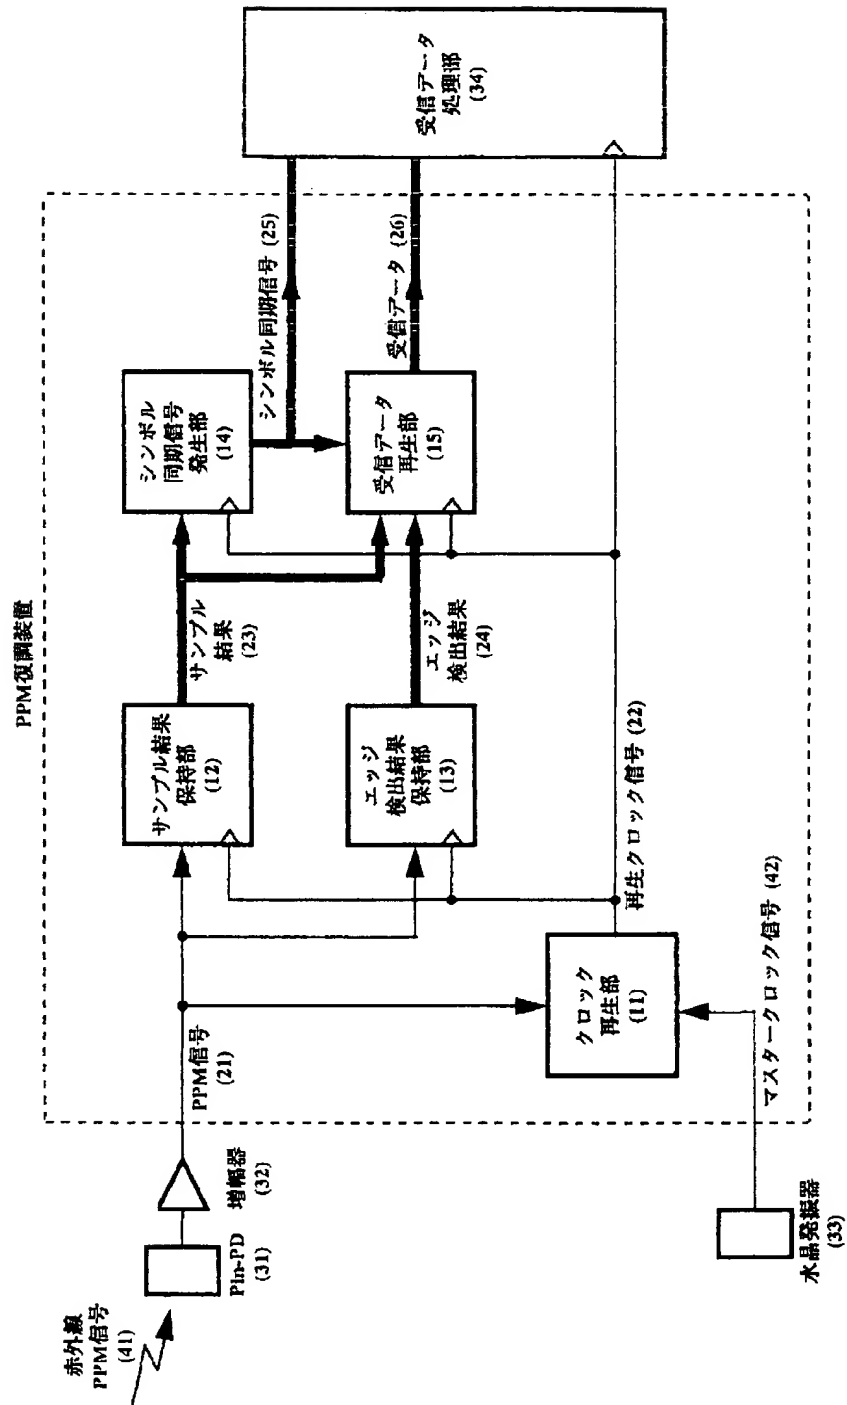 PPM復調装置
赤外線
PPM信号
(41)
Pin-PD
(31)
増幅器
(32)
PPM信号
(21)
サンプル結果
保持部
(12)
サンプル
結果
(23)
シンボル
同期信号
発生部
(14)
シンボル同期信号 (25)
エッジ
検出結果
保持部
(13)
エッジ
検出結果
(24)
受信データ
再生部
(15)
受信データ (26)
受信データ
処理部
(34)
クロック
再生部
(11)
再生クロック信号 (22)
マスタークロック信号 (42)
水晶発振器
(33)